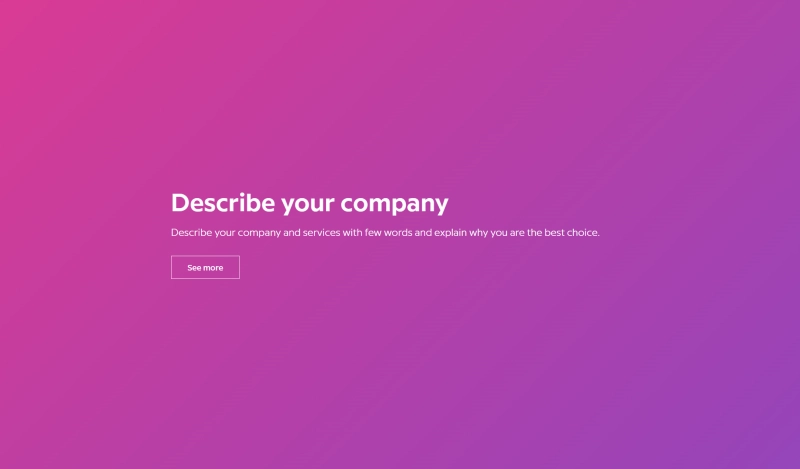 Describe your company
Describe your company and services with few words and explain why you are the best choice.
See more